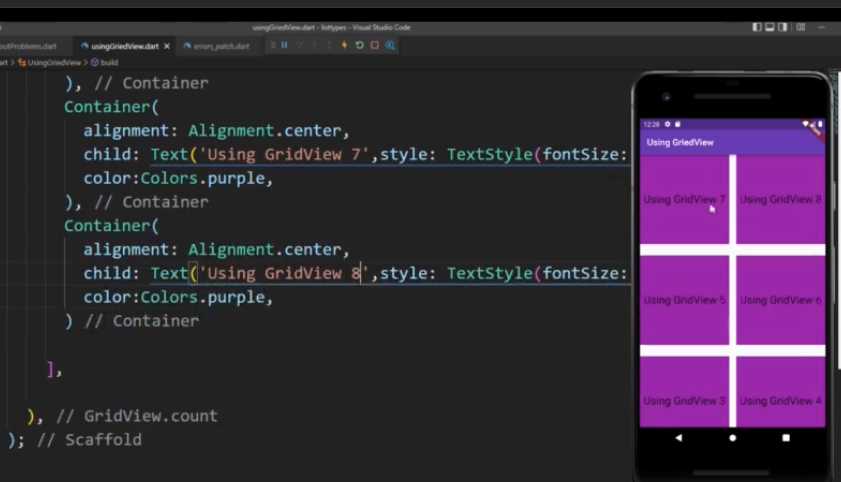 usingGriedView.dart - listtypes - Visual Studio Code
outProblems.dart usingGriedView.dart × errors_patch.dart
art > UsingGriedView > build
), // Container
Container(
alignment: Alignment.center,
child: Text('Using GridView 7',style: TextStyle(fontSize:
color:Colors.purple,
), // Container
Container(
alignment: Alignment.center,
child: Text('Using GridView 8',style: TextStyle(fontSize:
color:Colors.purple,
) // Container
],
), // GridView.count
); // Scaffold
12:28
Using GriedView
Using GridView 7 Using GridView 8
Using GridView 5 Using GridView 6
Using GridView 3 Using GridView 4